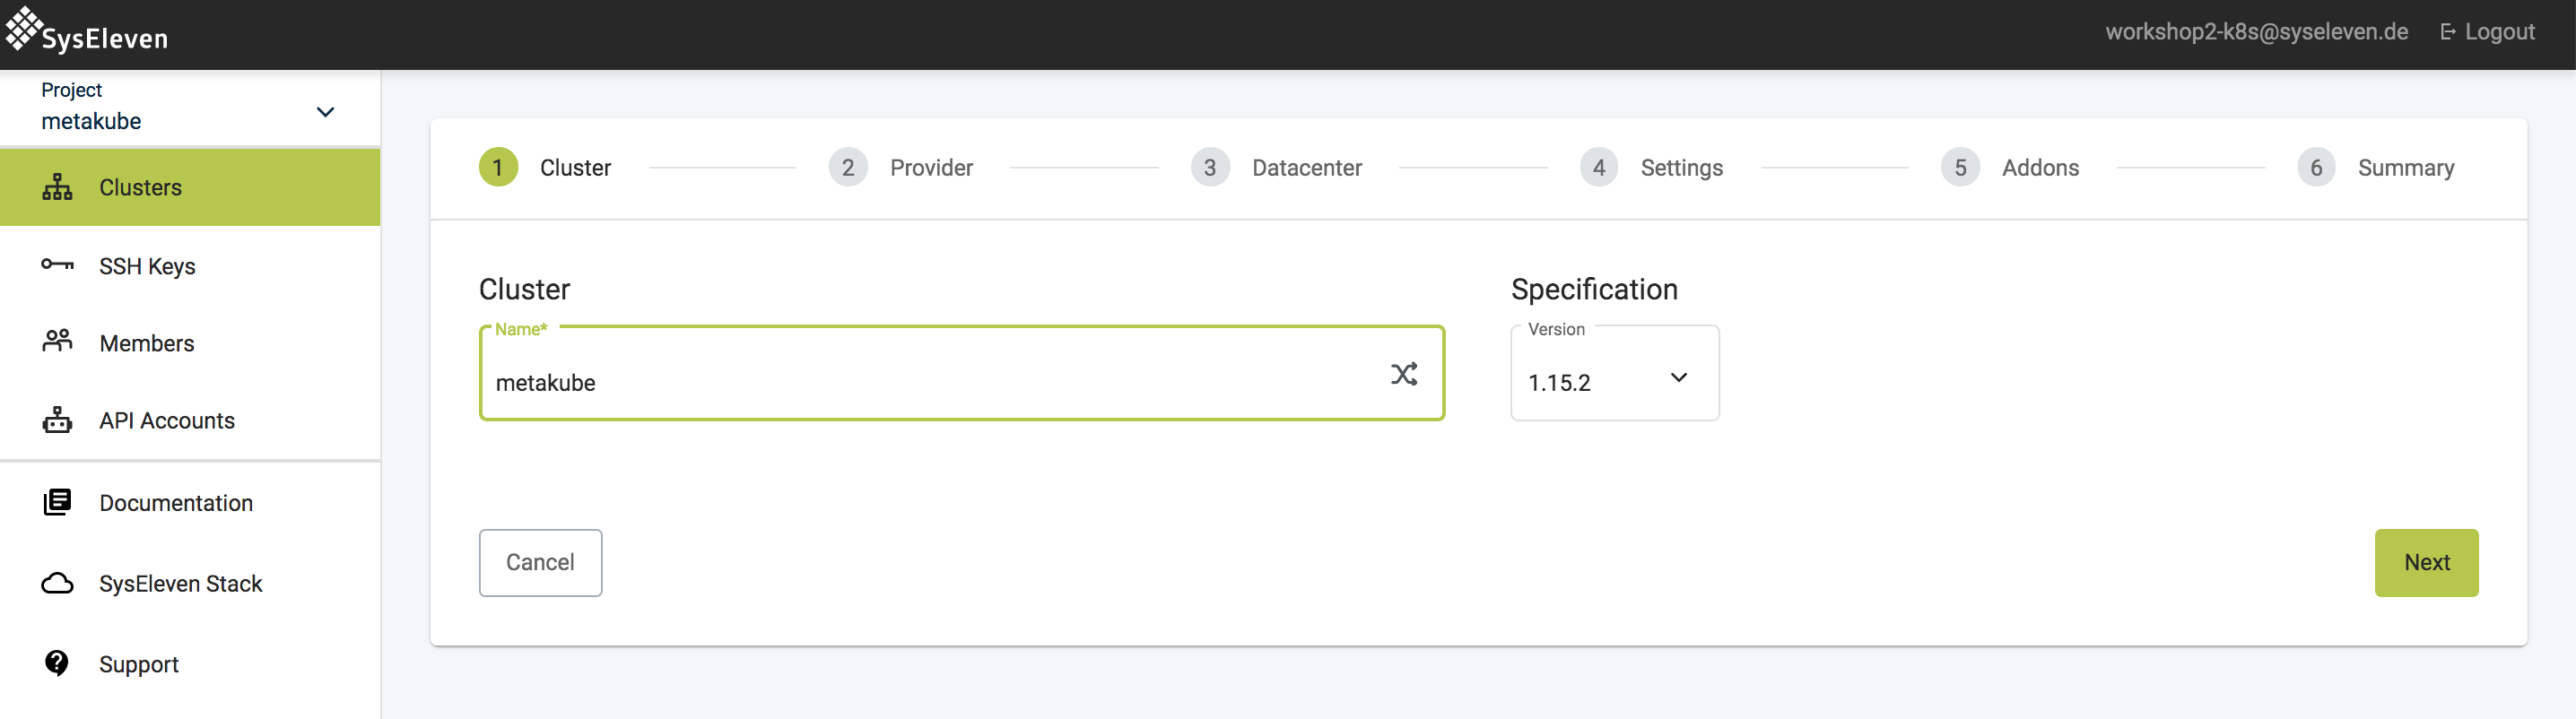 SysEleven
workshop2-k8s@syseleven.de Logout
Project
metakube
Clusters
SSH Keys
Members
API Accounts
Documentation
SysEleven Stack
Support
1 Cluster 2 Provider 3 Datacenter 4 Settings 5 Addons 6 Summary
Cluster
Name*
metakube
Specification
Version
1.15.2
Cancel
Next